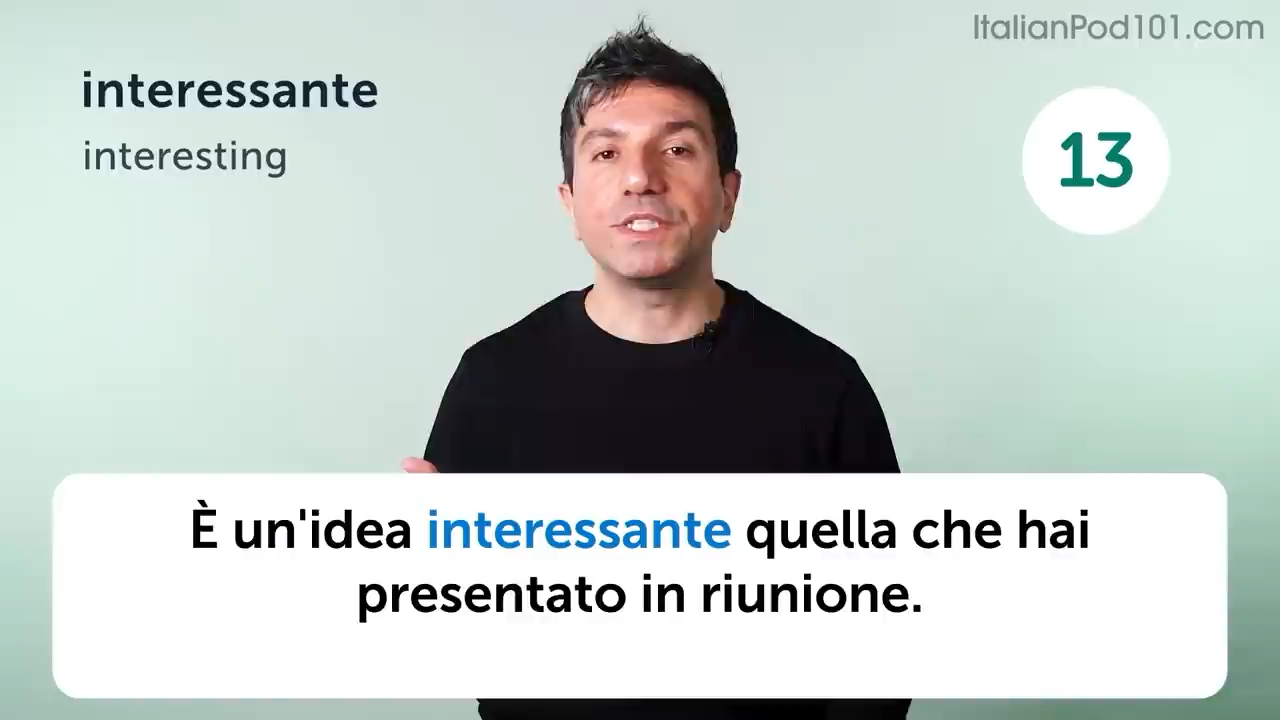 ItalianPod101.com
interessante
interesting
13
È un'idea interessante quella che hai
presentato in riunione.